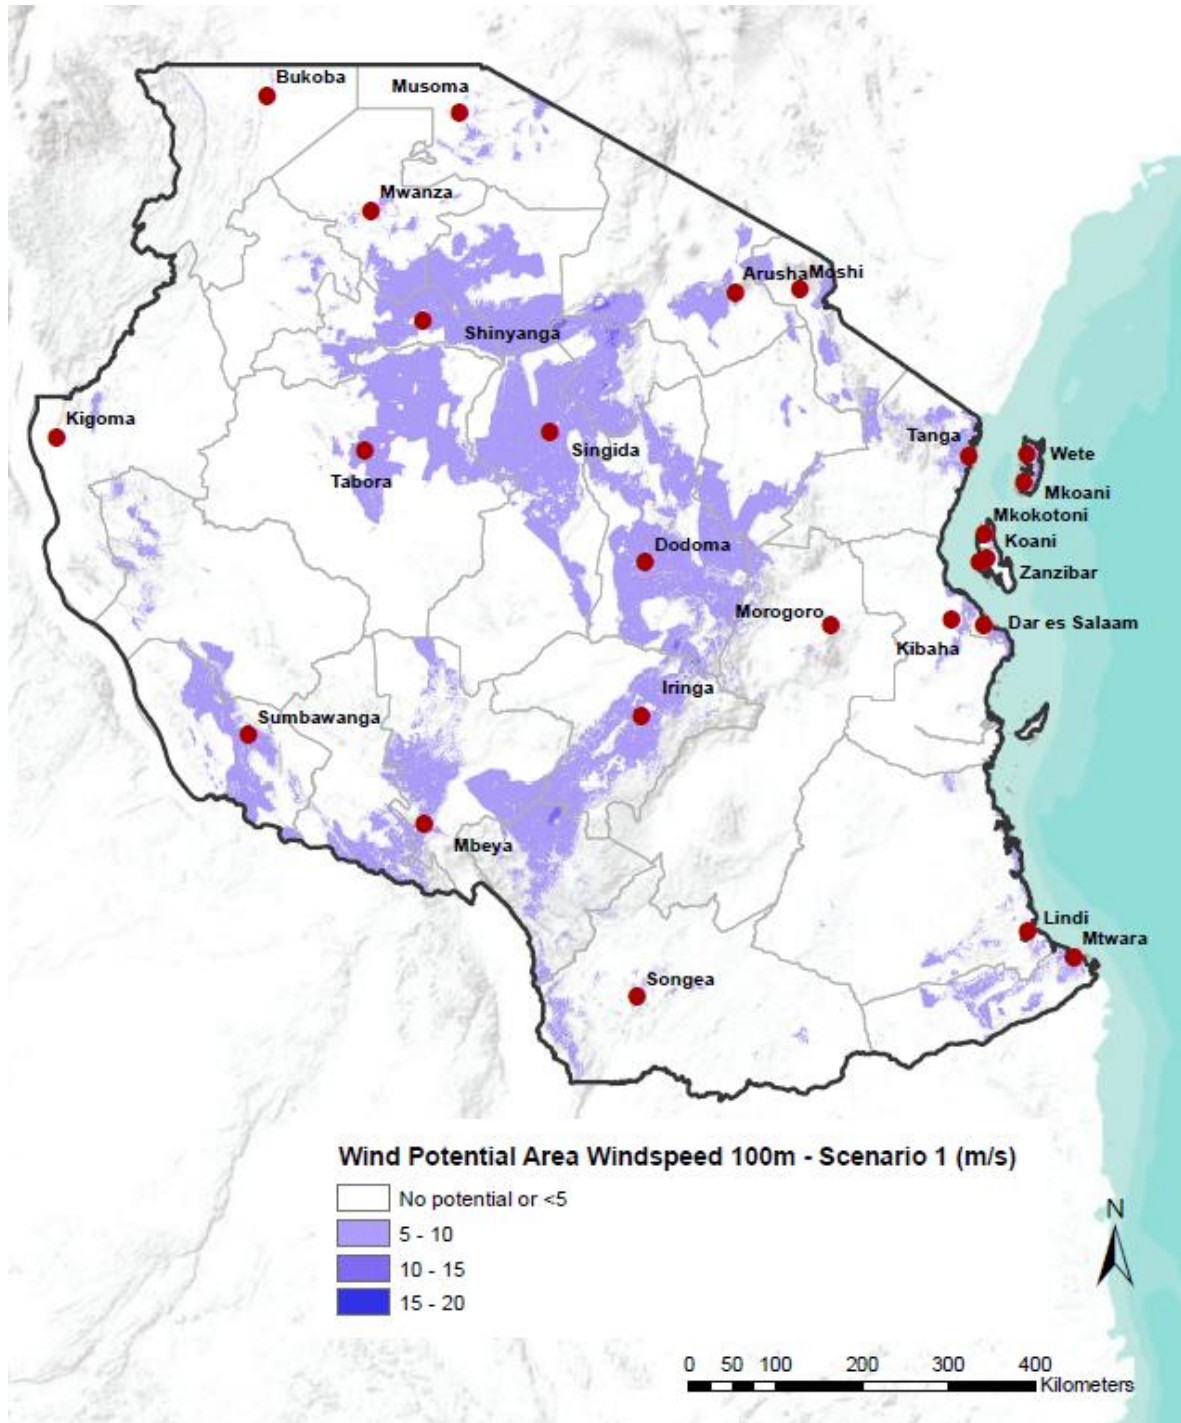 Bukoba
Musoma
Mwanza
Arusha Moshi
Shinyanga
Kigoma
Singida
Tabora
Tanga
Wete
Mkoani
Mkokotoni
Koani
Zanzibar
Dodoma
Morogoro
Dar es Salaam
Kibaha
Iringa
Sumbawanga
Mbeya
Lindi
Mtwara
Songea
Wind Potential Area Windspeed 100m - Scenario 1 (m/s)
No potential or <5
5 - 10
10 - 15
15 - 20
N
0 50 100 200 300 400
Kilometers